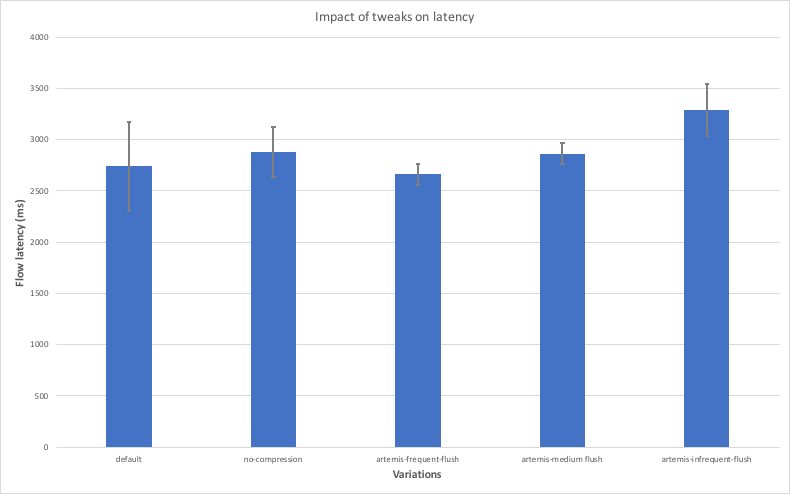 Impact of tweaks on latency
4000
3500
3000
2500
2000
1500
1000
500
0
Flow latency (ms)
default no-compression artemis-frequent-flush artemis-medium flush artemis-infrequent-flush
Variations